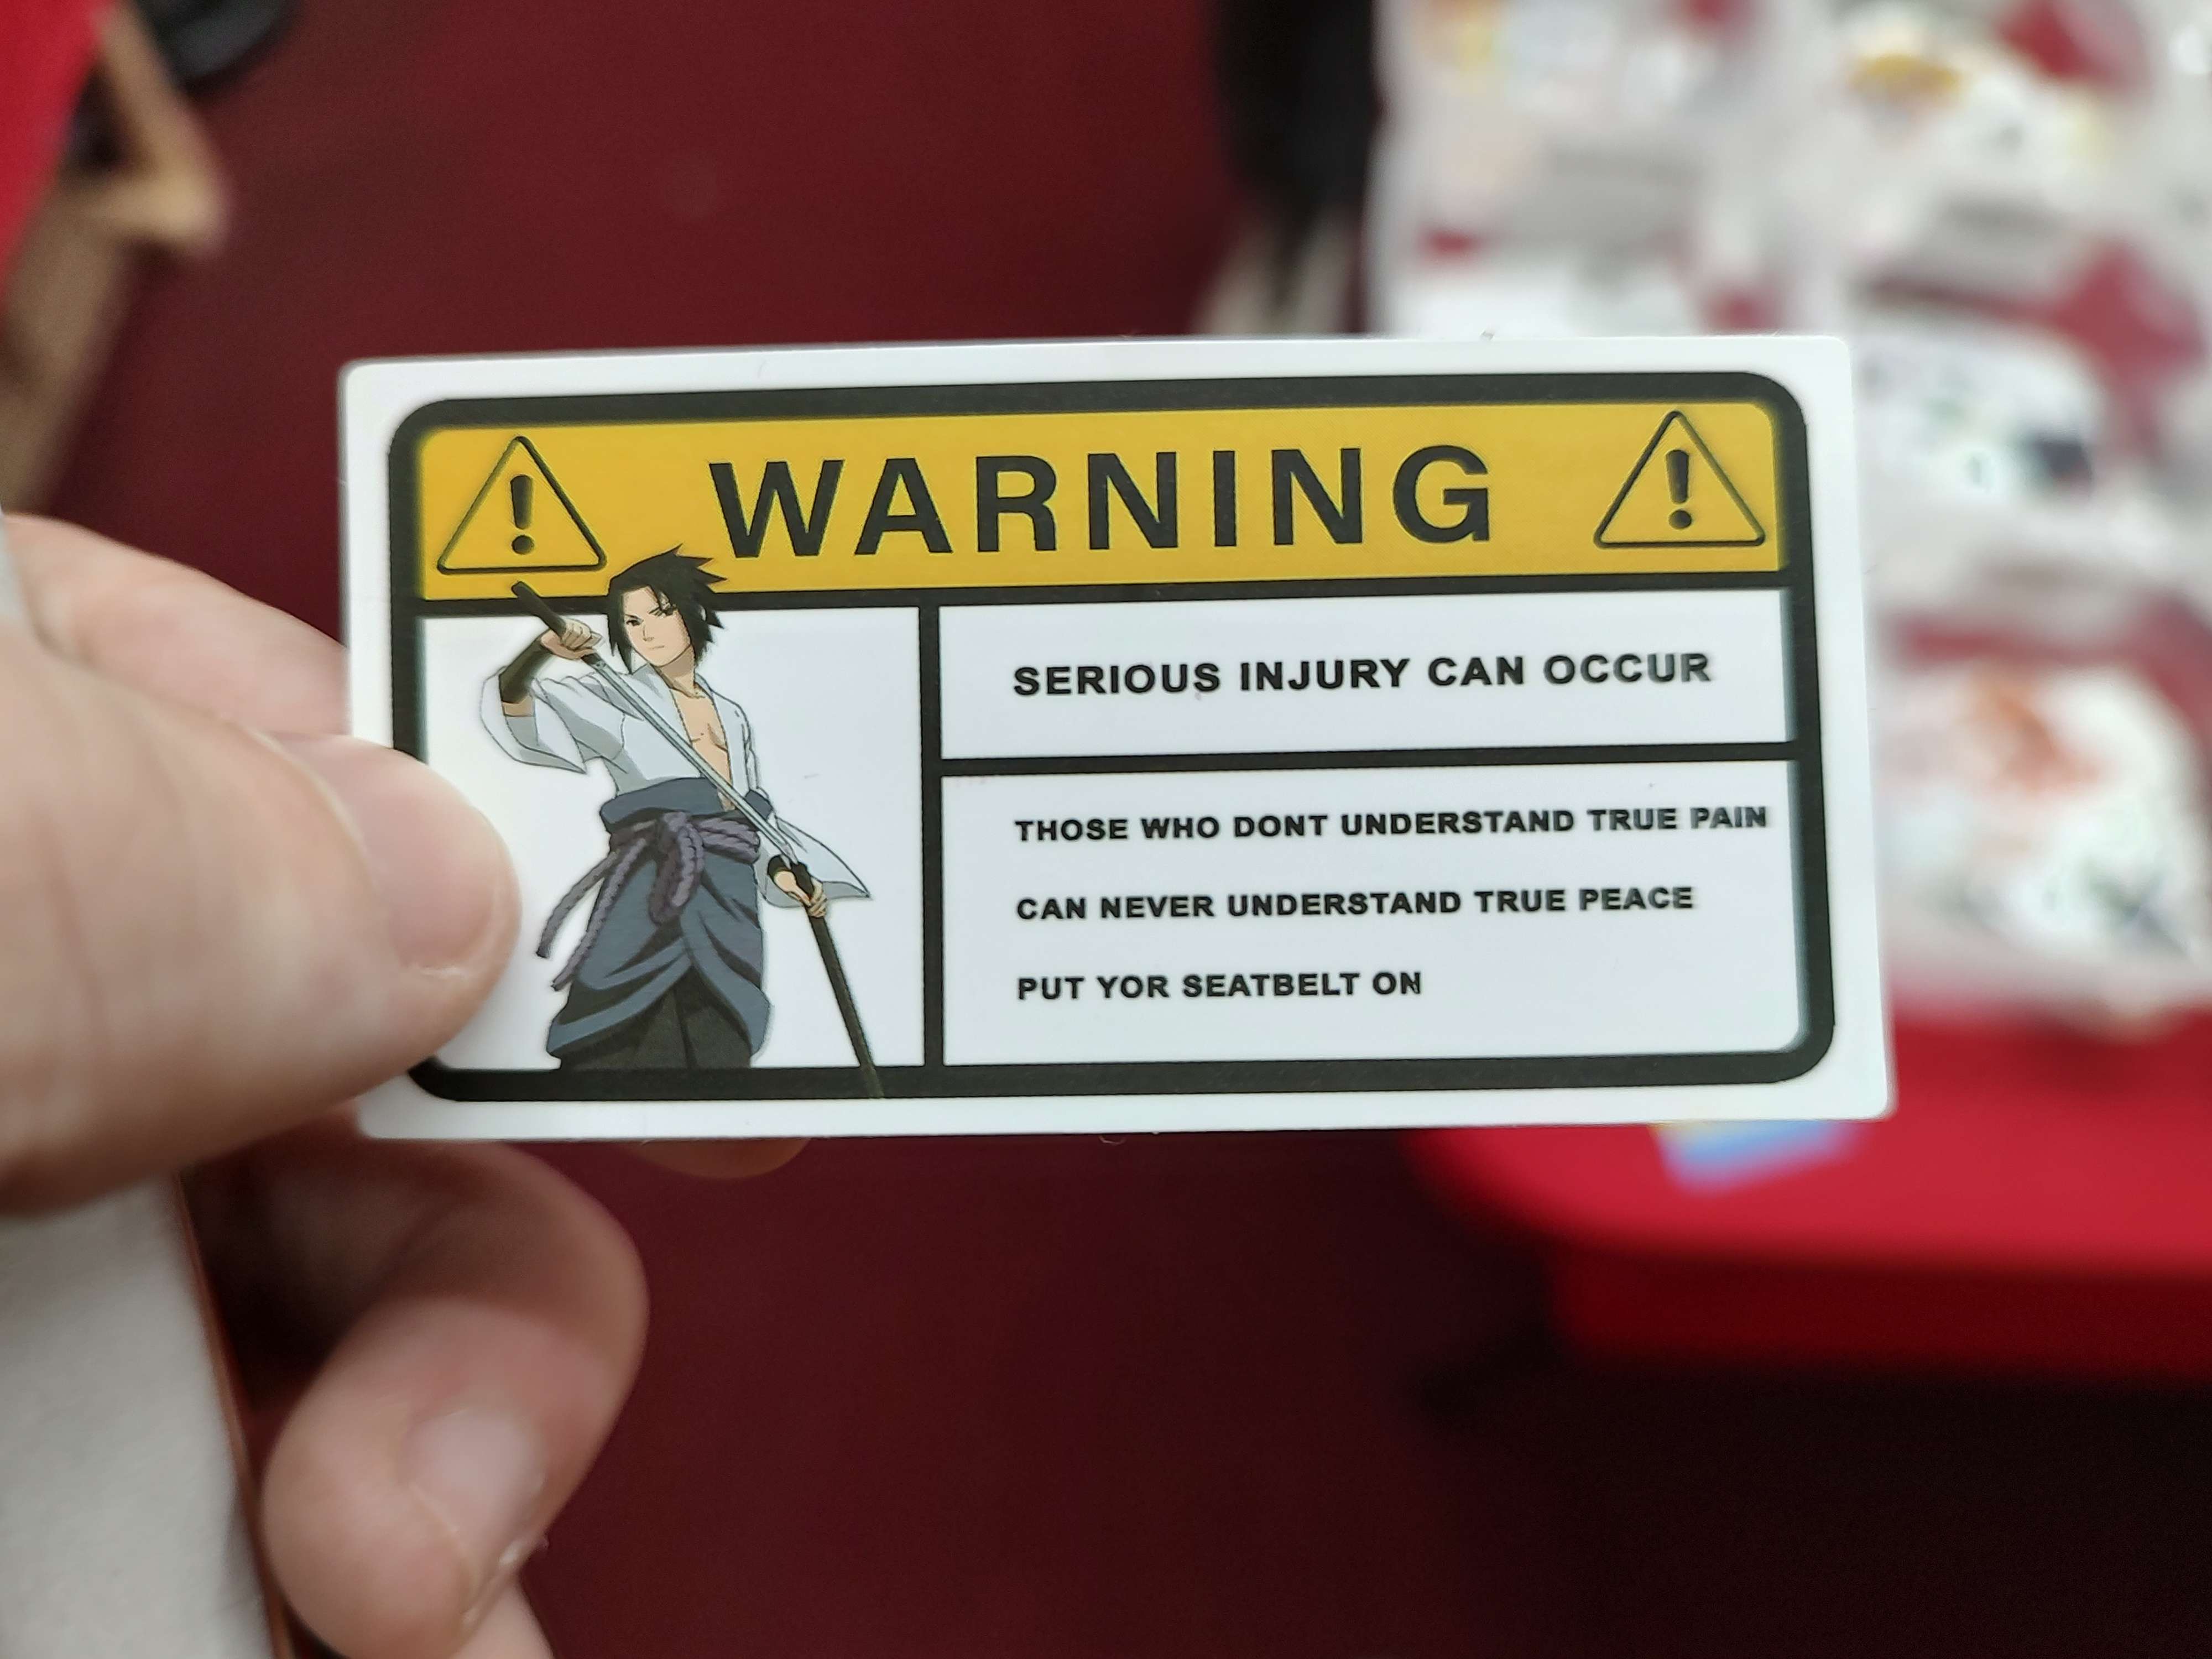 WARNING
SERIOUS INJURY CAN OCCUR
THOSE WHO DONT UNDERSTAND TRUE PAIN
CAN NEVER UNDERSTAND TRUE PEACE
PUT YOR SEATBELT ON